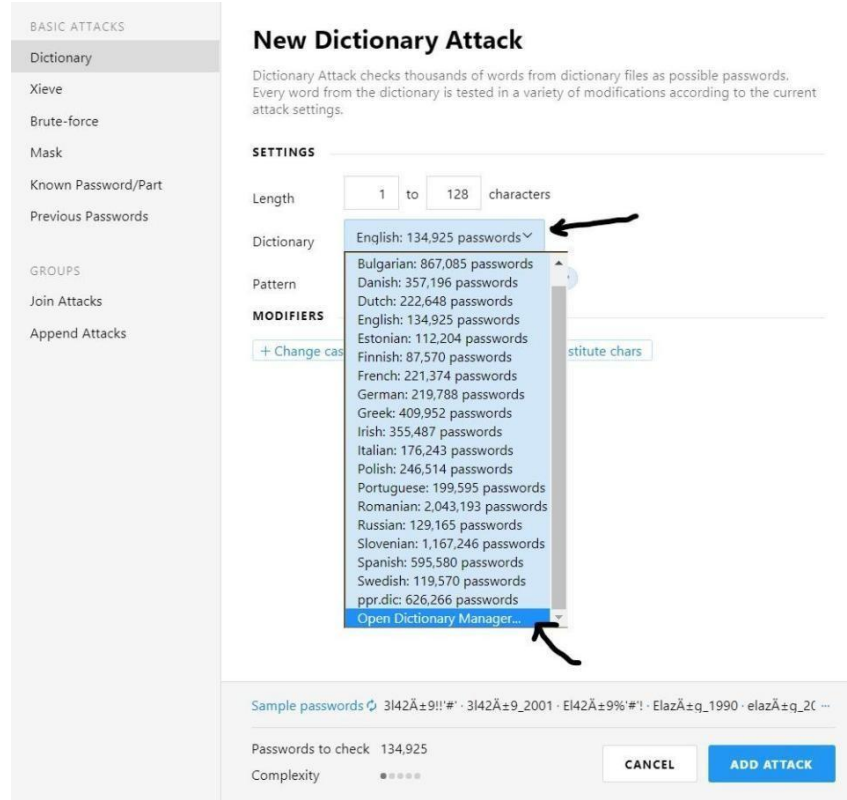 BASIC ATTACKS
Dictionary
Xieve
Brute-force
Mask
Known Password/Part
Previous Passwords
GROUPS
Join Attacks
Append Attacks
New Dictionary Attack
Dictionary Attack checks thousands of words from dictionary files as possible passwords.
Every word from the dictionary is tested in a variety of modifications according to the current
attack settings.
SETTINGS
Length 1 to 128 characters
Dictionary English: 134,925 passwords
Bulgarian: 867,085 passwords
Danish: 357,196 passwords
Dutch: 222,648 passwords
English: 134,925 passwords
Estonian: 112,204 passwords
Finnish: 87,570 passwords
French: 221,374 passwords
German: 219,788 passwords
Greek: 409,952 passwords
Irish: 355,487 passwords
Italian: 176,243 passwords
Polish: 246,514 passwords
Portuguese: 199,595 passwords
Romanian: 2,043,193 passwords
Russian: 129,165 passwords
Slovenian: 1,167,246 passwords
Spanish: 595,580 passwords
Swedish: 119,570 passwords
ppr.dic: 626,266 passwords
Open Dictionary Manager...
Pattern
MODIFIERS
+ Change cas stitute chars
Sample passwords 3l42Ä±9!!'#' · 3l42Ä±9_2001 · El42Ä±9%'#'! · ElazÄ±g_1990 · elazÄ±g_20 ...
Passwords to check 134,925
Complexity
CANCEL
ADD ATTACK